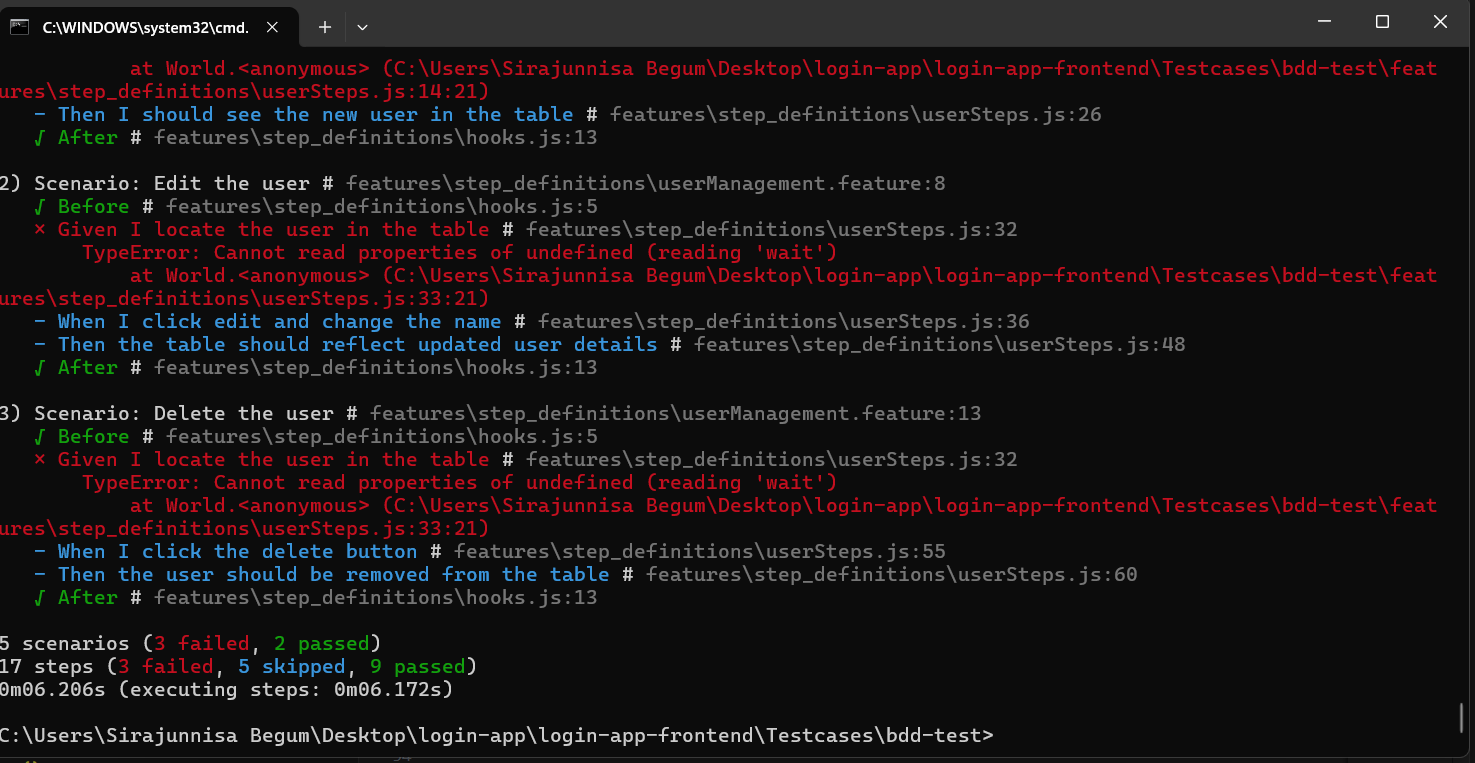 C:\WINDOWS\system32\cmd.
at World.<anonymous> (C:\Users\Sirajunnisa Begum\Desktop\login-app\login-app-frontend\Testcases\bdd-test\feat
ures\step_definitions\userSteps.js:14:21)
- Then I should see the new user in the table # features\step_definitions\userSteps.js:26
√ After # features\step_definitions\hooks.js:13
2) Scenario: Edit the user # features\step_definitions\userManagement.feature:8
√ Before # features\step_definitions\hooks.js:5
× Given I locate the user in the table # features\step_definitions\userSteps.js:32
TypeError: Cannot read properties of undefined (reading 'wait')
at World.<anonymous> (C:\Users\Sirajunnisa Begum\Desktop\login-app\login-app-frontend\Testcases\bdd-test\feat
ures\step_definitions\userSteps.js:33:21)
- When I click edit and change the name # features\step_definitions\userSteps.js:36
- Then the table should reflect updated user details # features\step_definitions\userSteps.js:48
√ After # features\step_definitions\hooks.js:13
3) Scenario: Delete the user # features\step_definitions\userManagement.feature:13
√ Before # features\step_definitions\hooks.js:5
× Given I locate the user in the table # features\step_definitions\userSteps.js:32
TypeError: Cannot read properties of undefined (reading 'wait')
at World.<anonymous> (C:\Users\Sirajunnisa Begum\Desktop\login-app\login-app-frontend\Testcases\bdd-test\feat
ures\step_definitions\userSteps.js:33:21)
- When I click the delete button # features\step_definitions\userSteps.js:55
- Then the user should be removed from the table # features\step_definitions\userSteps.js:60
√ After # features\step_definitions\hooks.js:13
5 scenarios (3 failed, 2 passed)
17 steps (3 failed, 5 skipped, 9 passed)
0m06.206s (executing steps: 0m06.172s)
C:\Users\Sirajunnisa Begum\Desktop\login-app\login-app-frontend\Testcases\bdd-test>